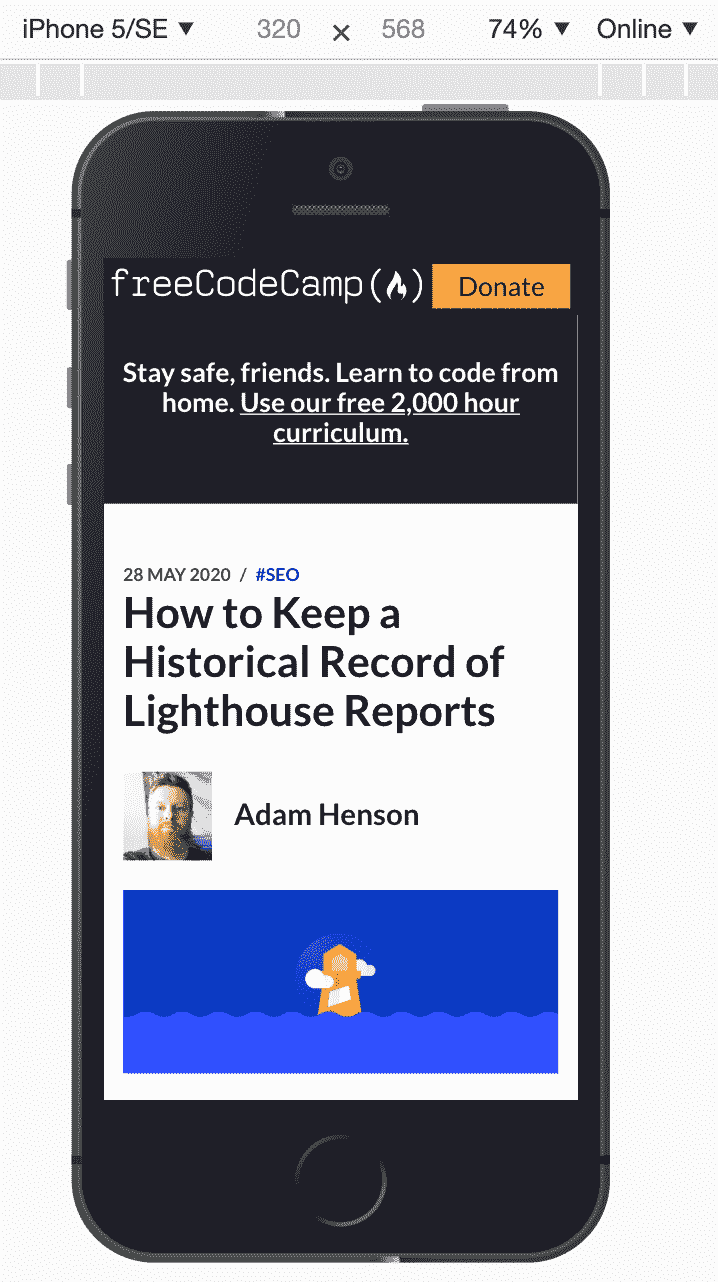 iPhone 5/SE ▼ 320 × 568 74% ▼ Online ▼
freeCodeCamp(🔥) Donate
Stay safe, friends. Learn to code from
home. Use our free 2,000 hour
curriculum.
28 MAY 2020 / #SEO
How to Keep a
Historical Record of
Lighthouse Reports
Adam Henson